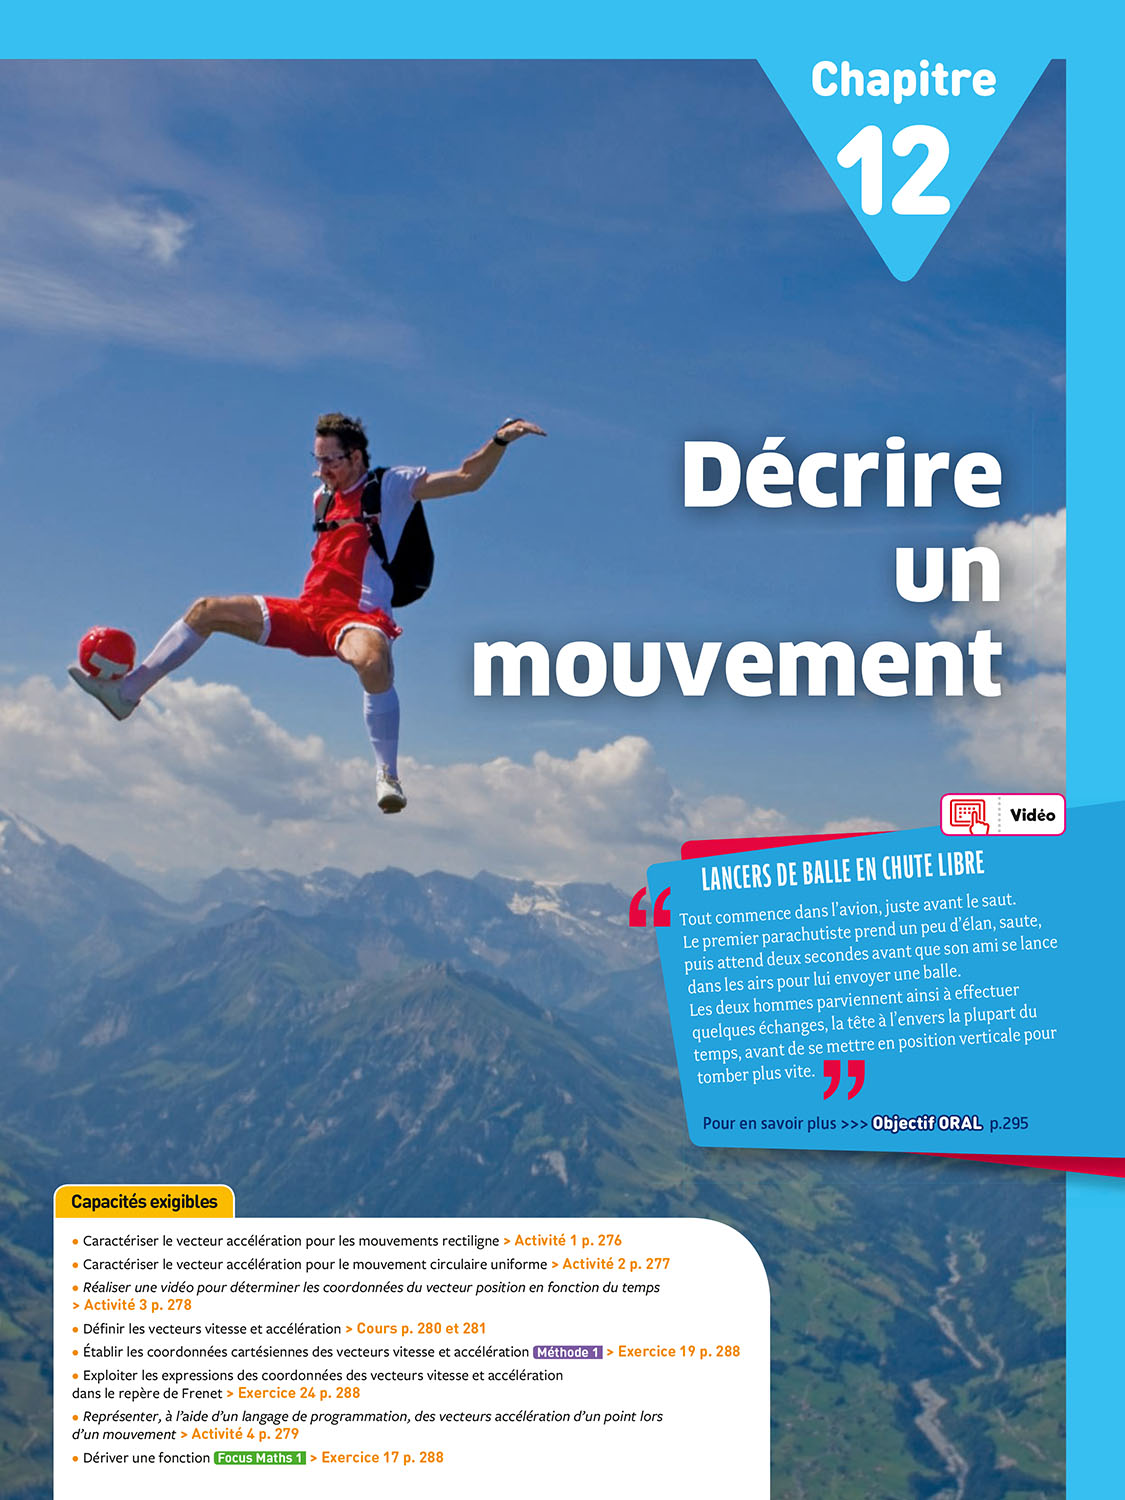 Chapitre
12
Décrire
un
mouvement
Vidéo
LANCERS DE BALLE EN CHUTE LIBRE
“ Tout commence dans l’avion, juste avant le saut.
Le premier parachutiste prend un peu d’élan, saute,
puis attend deux secondes avant que son ami se lance
dans les airs pour lui envoyer une balle.
Les deux hommes parviennent ainsi à effectuer
quelques échanges, la tête à l’envers la plupart du
temps, avant de se mettre en position verticale pour
tomber plus vite. ”
Pour en savoir plus >>> Objectif ORAL p.295
Capacités exigibles
• Caractériser le vecteur accélération pour les mouvements rectiligne > Activité 1 p. 276
• Caractériser le vecteur accélération pour le mouvement circulaire uniforme > Activité 2 p. 277
• Réaliser une vidéo pour déterminer les coordonnées du vecteur position en fonction du temps
> Activité 3 p. 278
• Définir les vecteurs vitesse et accélération > Cours p. 280 et 281
• Établir les coordonnées cartésiennes des vecteurs vitesse et accélération Méthode 1 > Exercice 19 p. 288
• Exploiter les expressions des coordonnées des vecteurs vitesse et accélération
dans le repère de Frenet > Exercice 24 p. 288
• Représenter, à l’aide d’un langage de programmation, des vecteurs accélération d’un point lors
d’un mouvement > Activité 4 p. 279
• Dériver une fonction Focus Maths 1 > Exercice 17 p. 288